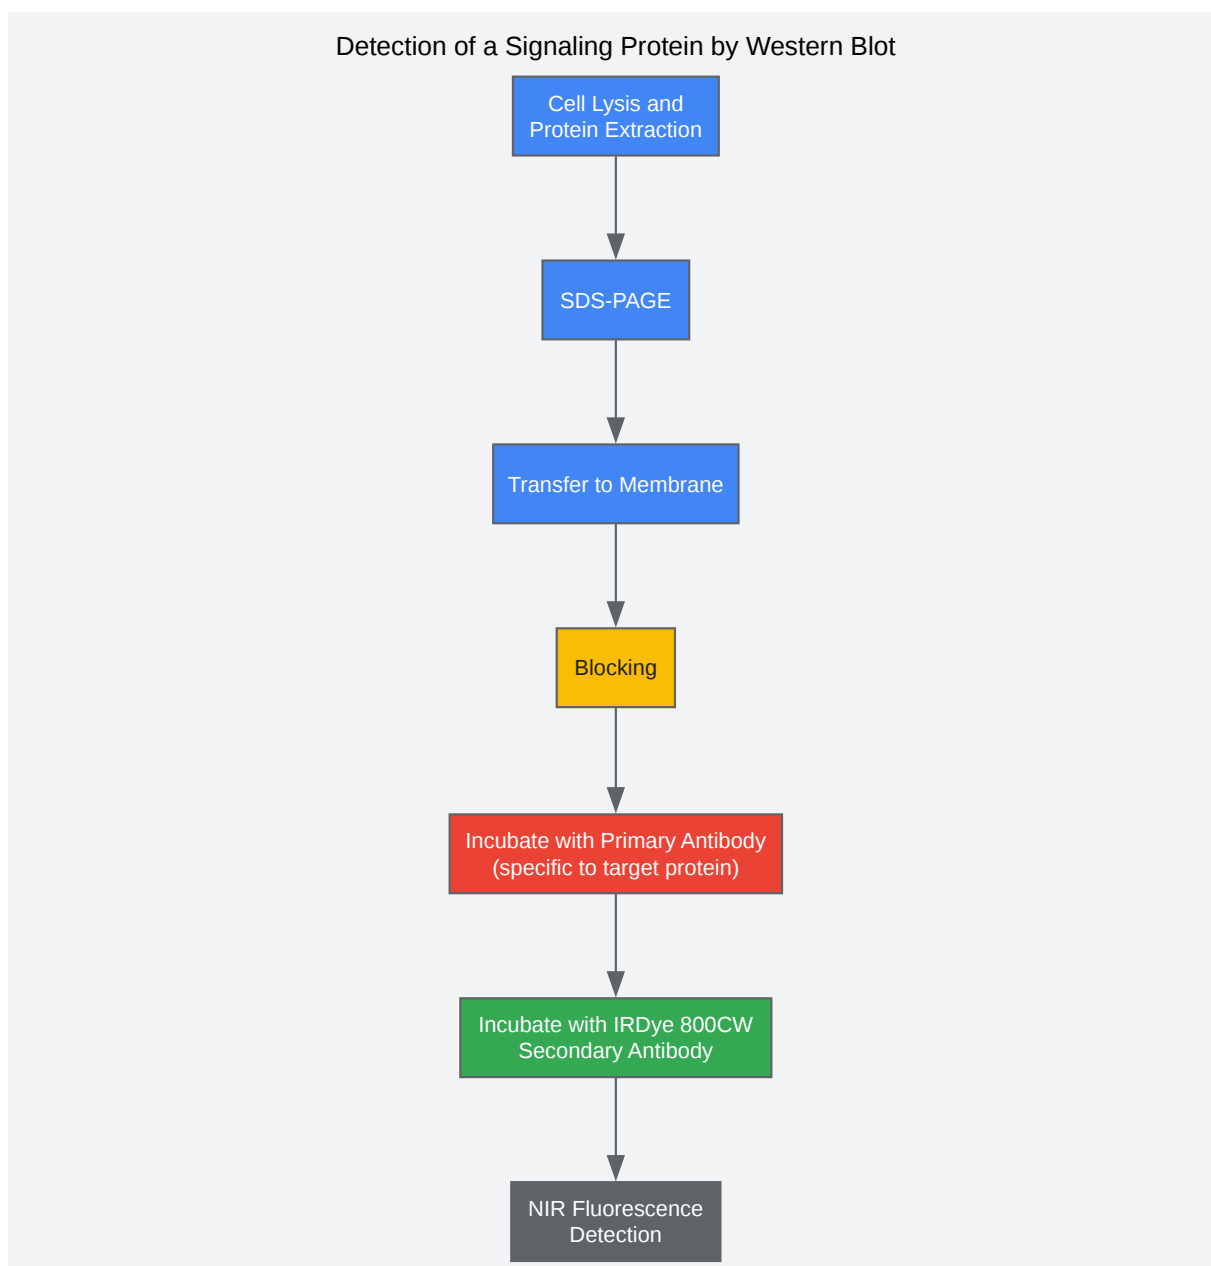 Detection of a Signaling Protein by Western Blot
Cell Lysis and
Protein Extraction
SDS-PAGE
Transfer to Membrane
Blocking
Incubate with Primary Antibody
(specific to target protein)
Incubate with IRDye 800CW
Secondary Antibody
NIR Fluorescence
Detection